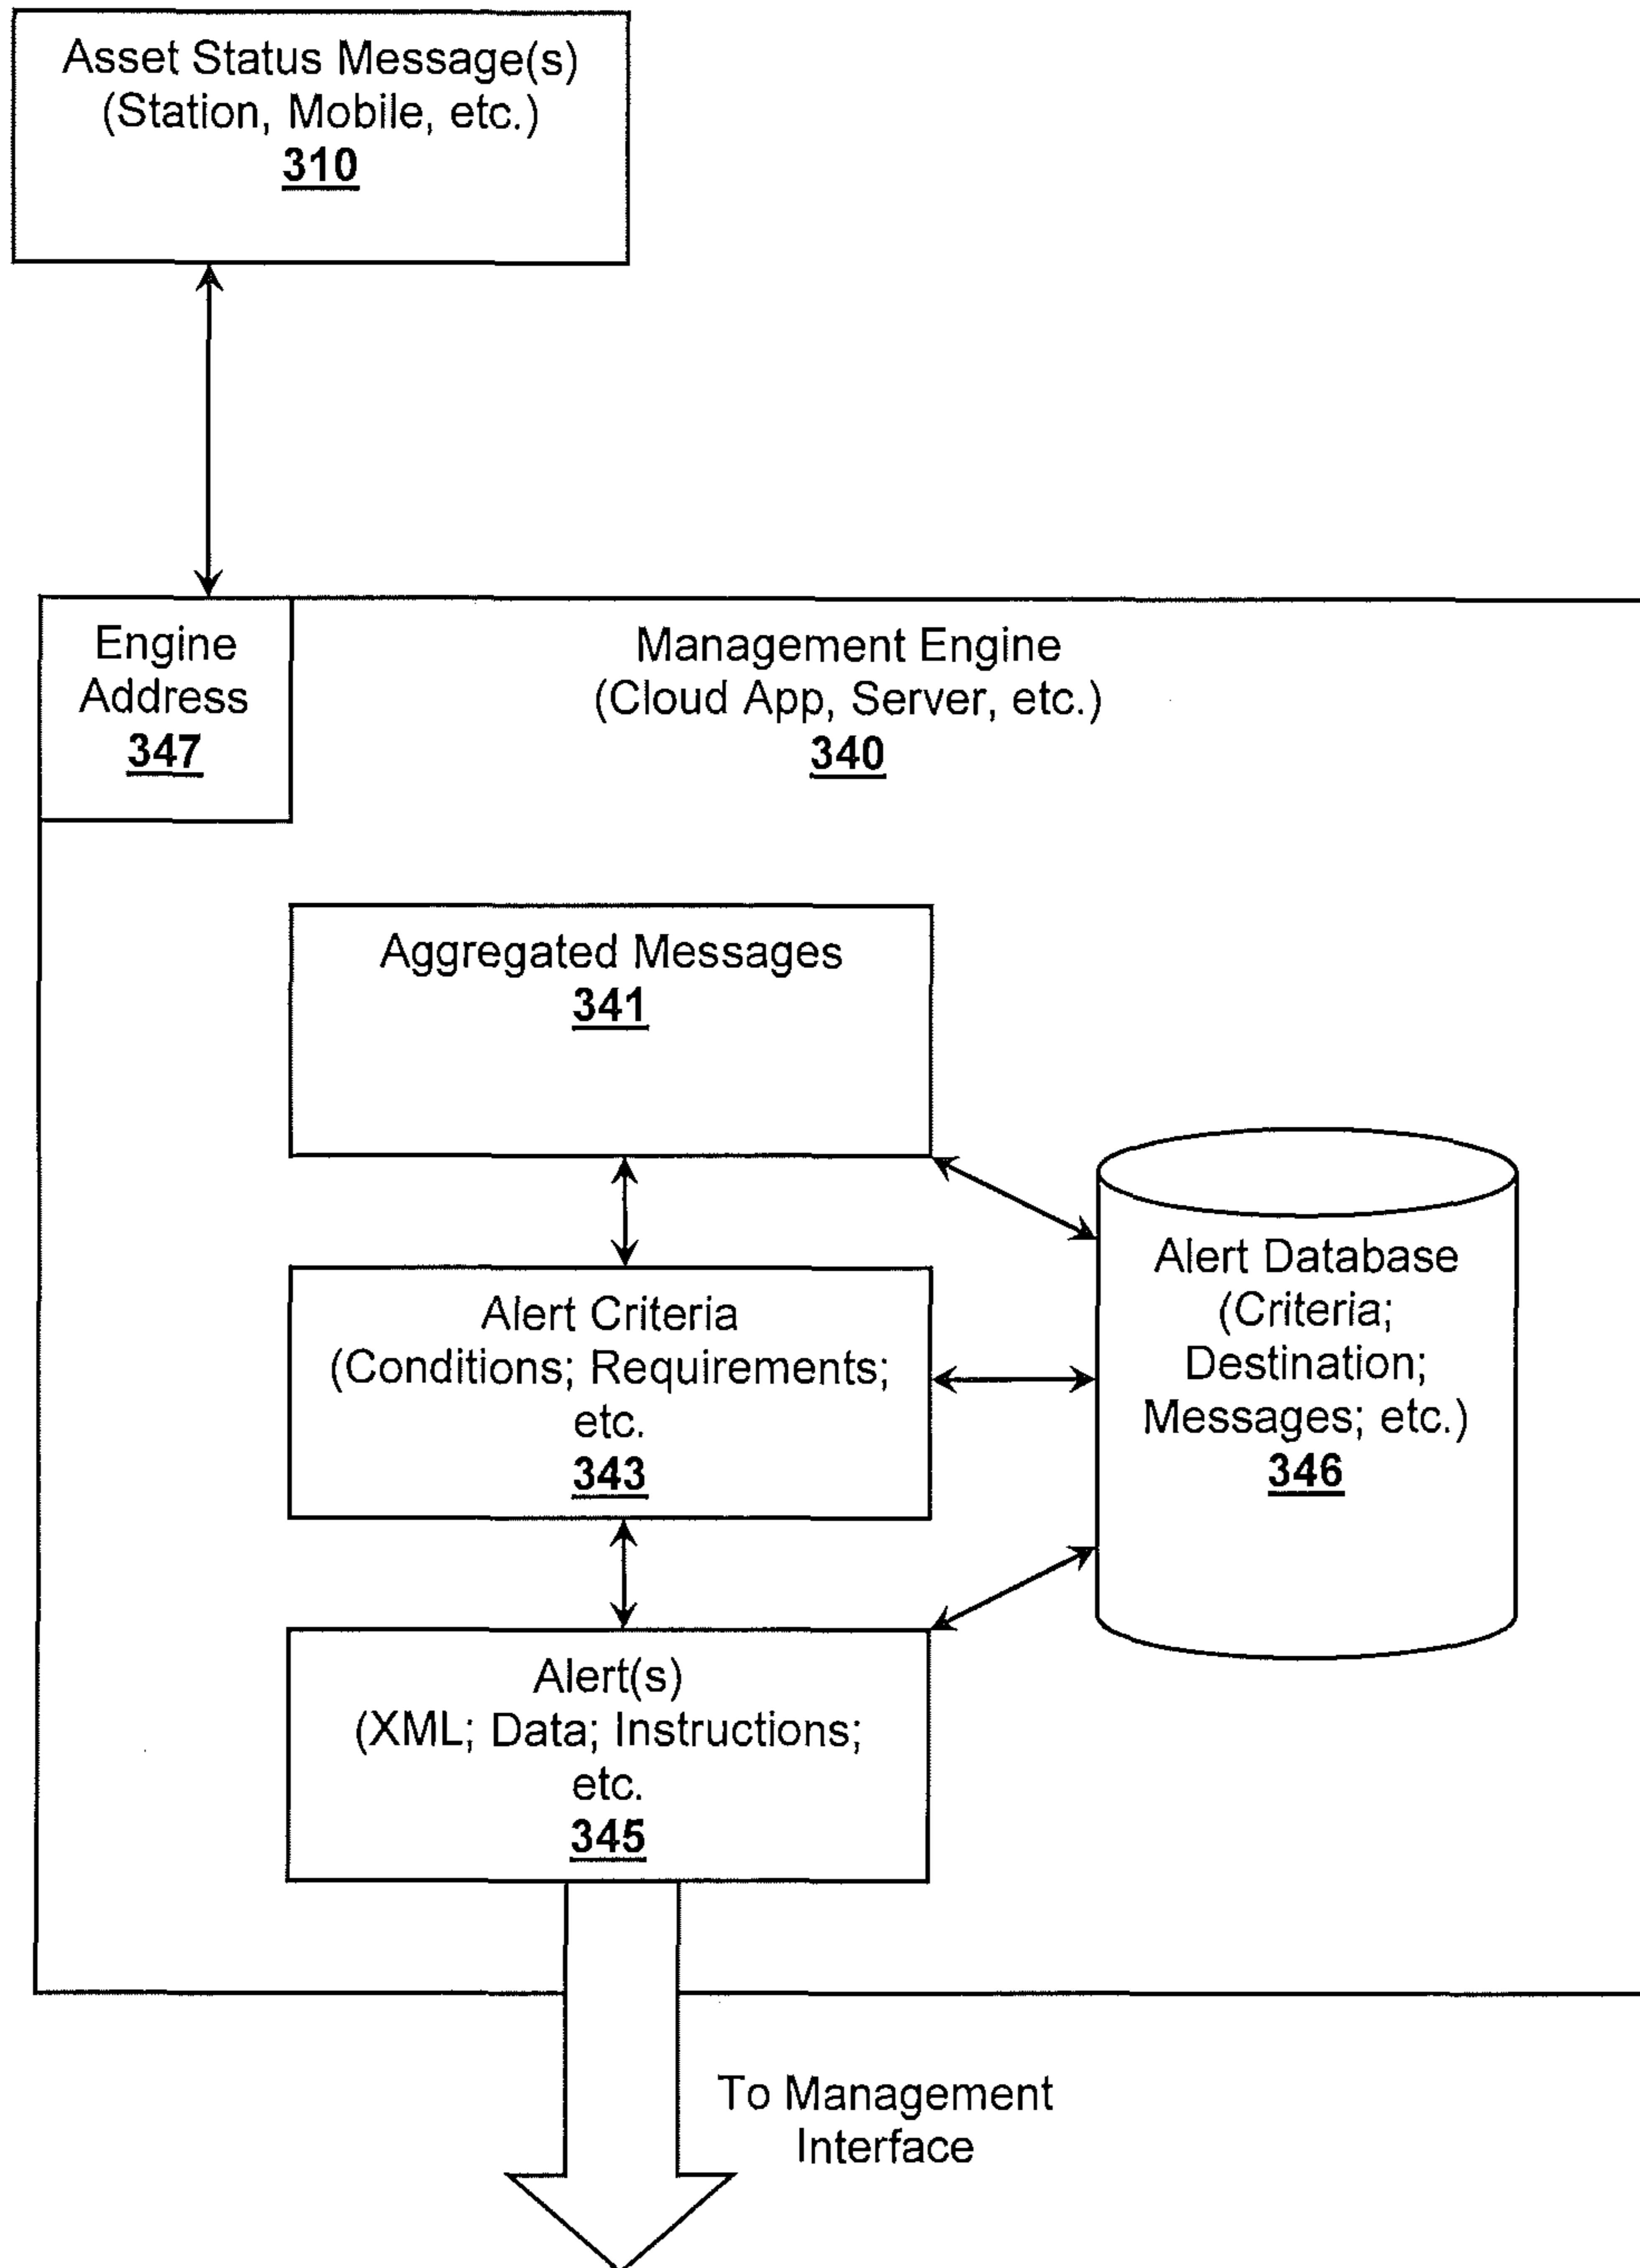 Asset Status Message(s)
(Station, Mobile, etc.)
310
Engine
Address
347
Management Engine
(Cloud App, Server, etc.)
340
Aggregated Messages
341
Alert Criteria
(Conditions; Requirements;
etc.
343
Alert Database
(Criteria;
Destination;
Messages; etc.)
346
Alert(s)
(XML; Data; Instructions;
etc.
345
To Management
Interface